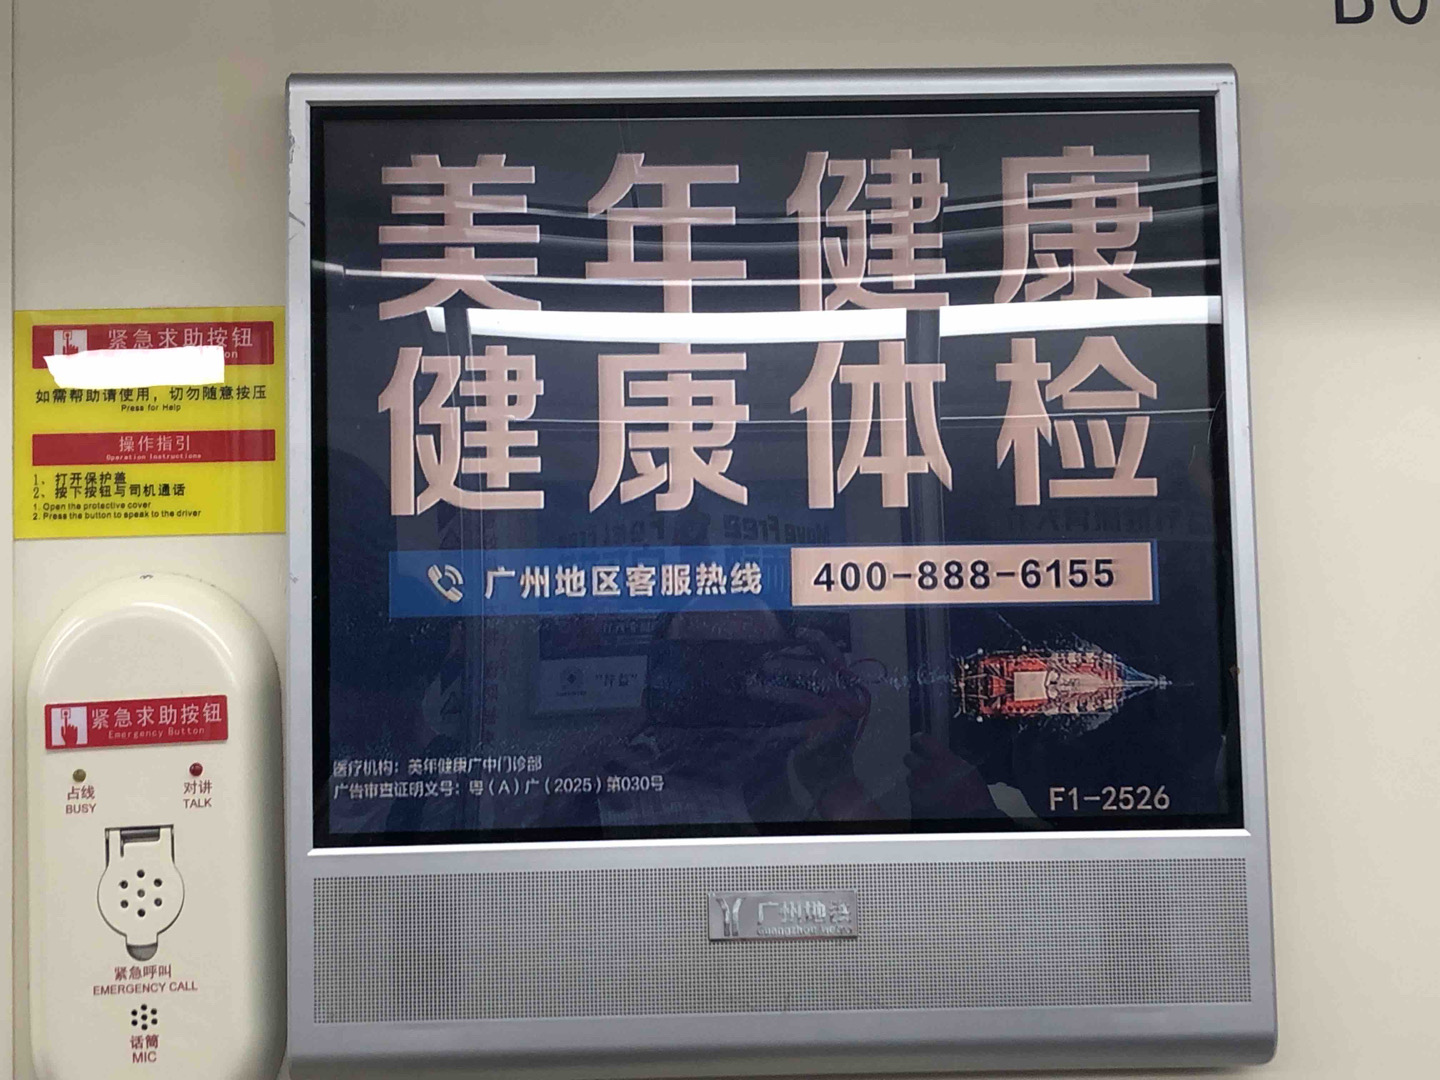 B0
紧急求助按钮
如需帮助请使用，切勿随意按压
Press for Help
操作指引
Operation Instructions
1、打开保护盖
2、按下按钮与司机通话
1. Open the protective cover
2. Press the button to speak to the driver
紧急求助按钮
Emergency Button
占线
BUSY
对讲
TALK
紧急呼叫
EMERGENCY CALL
话筒
MIC
美年健康
健康体检
广州地区客服热线 400-888-6155
医疗机构：美年健康广中门诊部
广告审查证明文号：粤（A）广（2025）第030号
F1-2526
广州地铁
Guangzhou Metro